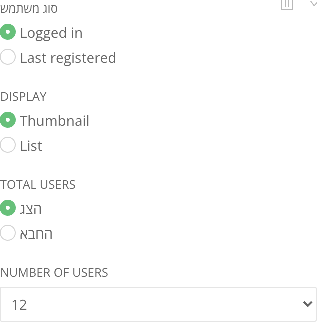 סוג משתמש
Logged in
Last registered
DISPLAY
Thumbnail
List
TOTAL USERS
הצג
החבא
NUMBER OF USERS
12